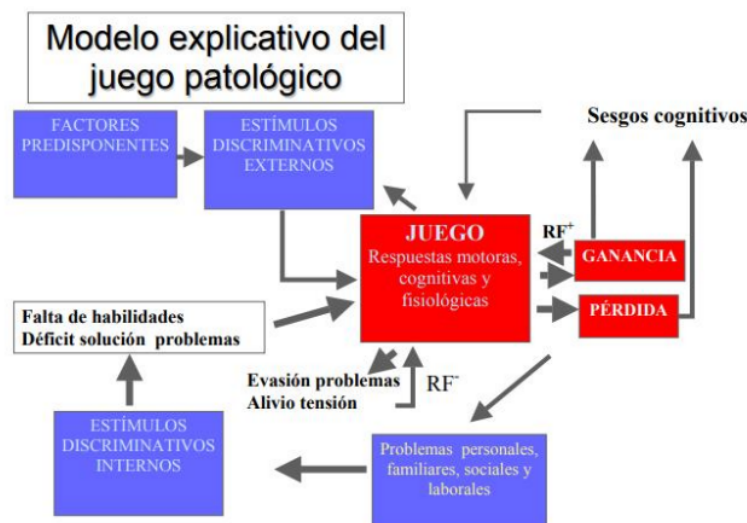 Modelo explicativo del
juego patológico
FACTORES
PREDISPONENTES
ESTÍMULOS
DISCRIMINATIVOS
EXTERNOS
Sesgos cognitivos
JUEGO
Respuestas motoras,
cognitivas y
fisiológicas
RF+
GANANCIA
PÉRDIDA
Falta de habilidades
Déficit solución problemas
Evasión problemas
Alivio tensión
RF-
ESTÍMULOS
DISCRIMINATIVOS
INTERNOS
Problemas personales,
familiares, sociales y
laborales